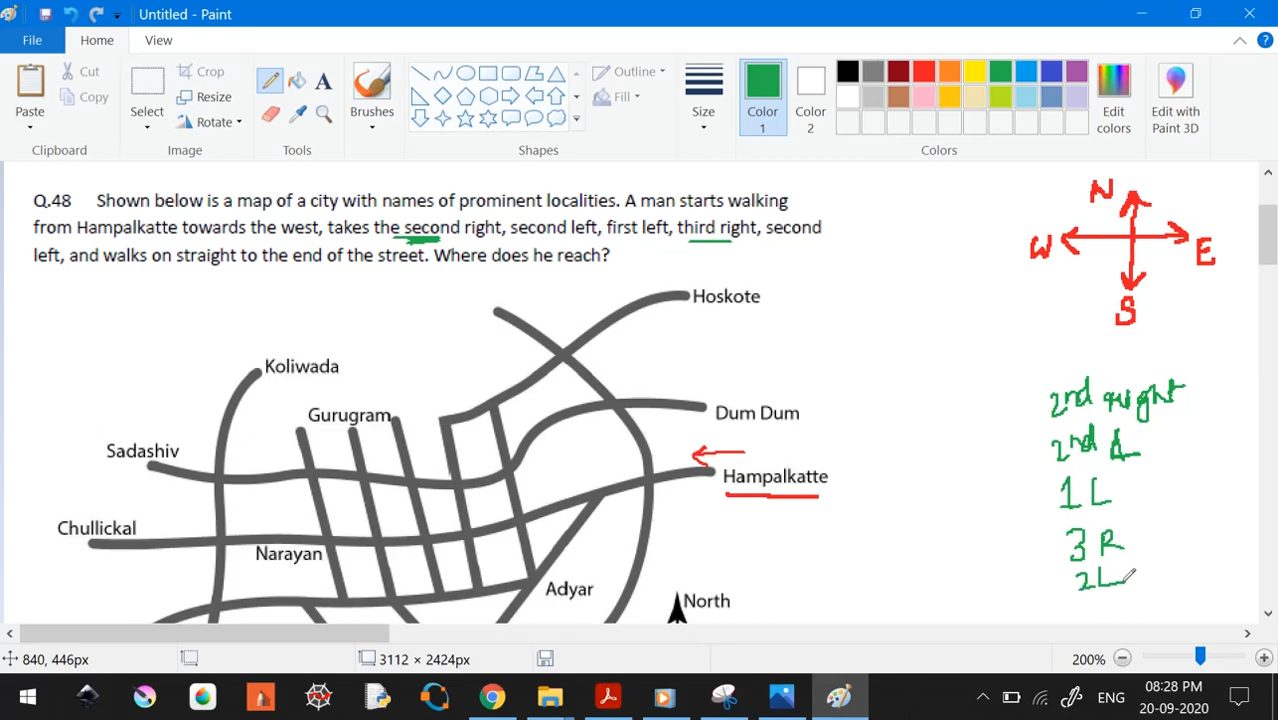 Untitled - Paint
File
Home
View
Paste
Cut
Copy
Clipboard
Select
Crop
Resize
Rotate
Image
Tools
Brushes
Shapes
Outline
Fill
Size
Color 1
Color 2
Edit colors
Edit with Paint 3D
Colors
Q.48 Shown below is a map of a city with names of prominent localities. A man starts walking
from Hampalkatte towards the west, takes the second right, second left, first left, third right, second
left, and walks on straight to the end of the street. Where does he reach?
N
W
E
S
Hoskote
Koliwada
Gurugram
Dum Dum
Sadashiv
Hampalkatte
Chullickal
Narayan
Adyar
North
2nd right
2nd L
1 L
3 R
2L
840, 446px
3112 × 2424px
200%
ENG
08:28 PM
20-09-2020